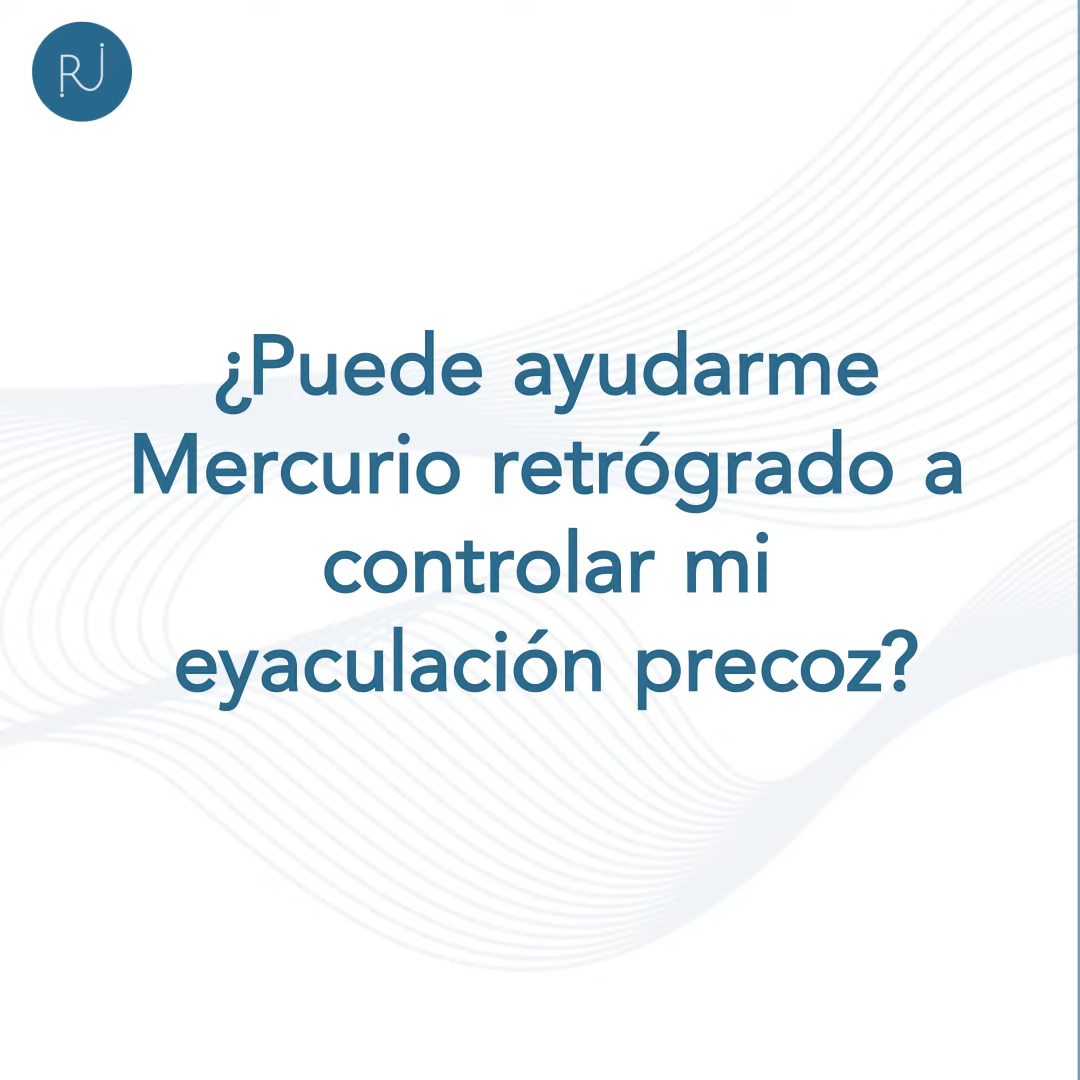 RJ
¿Puede ayudarme
Mercurio retrógrado a
controlar mi
eyaculación precoz?